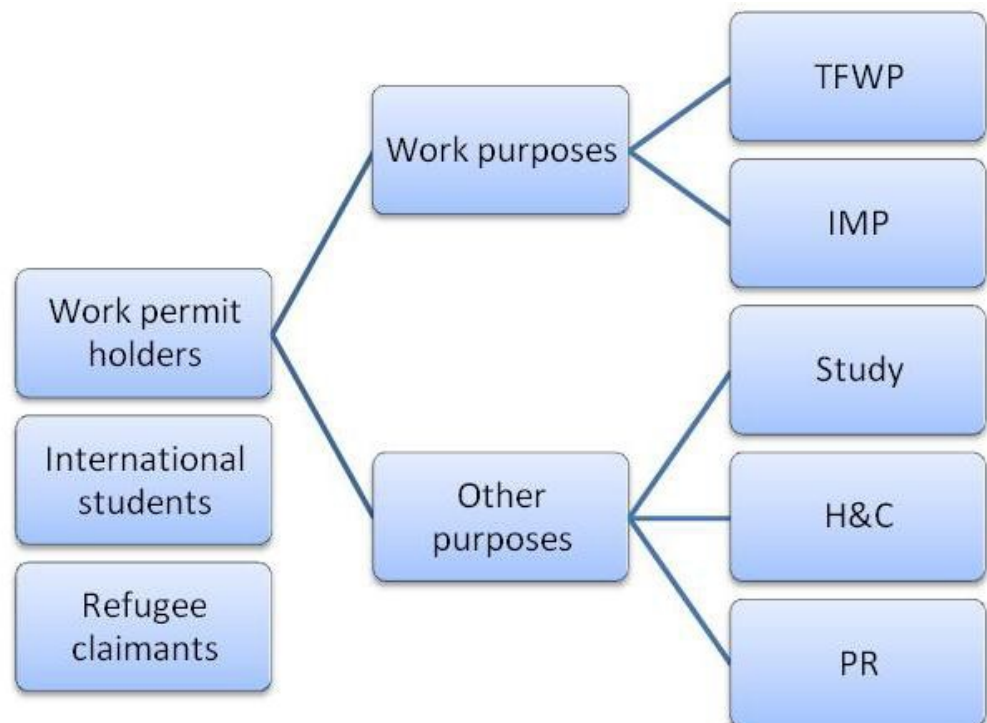 Work permit
holders
International
students
Refugee
claimants
Work purposes
Other
purposes
TFWP
IMP
Study
H&C
PR